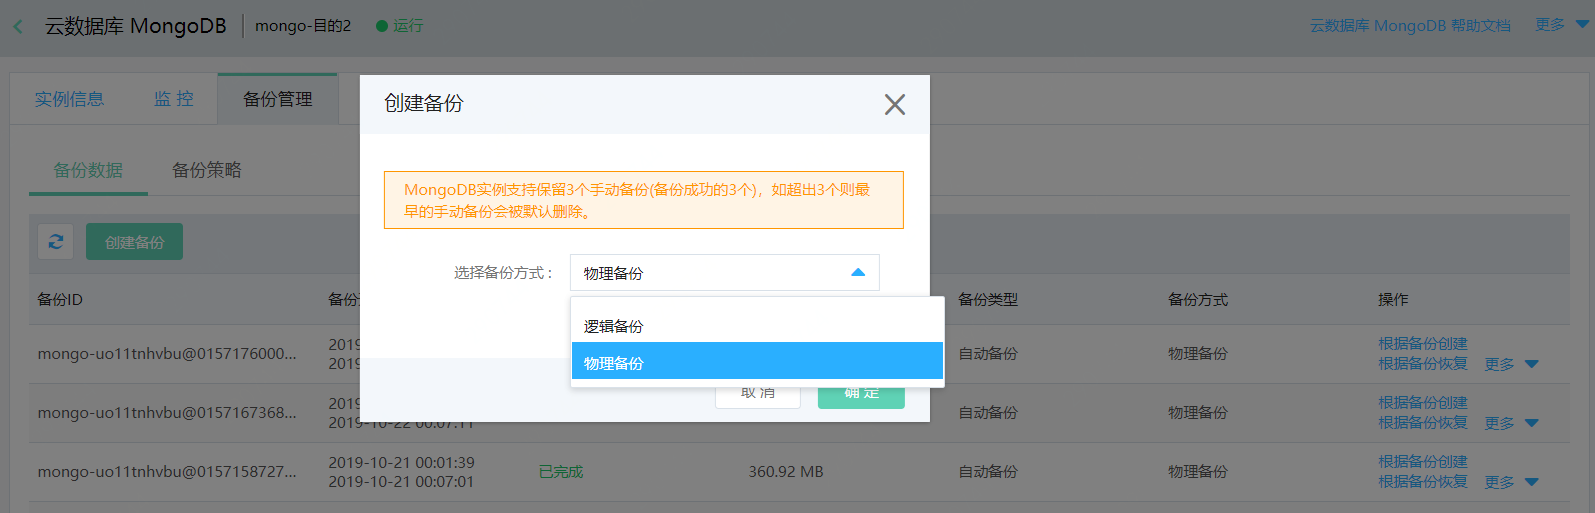 云数据库 MongoDB
mongo-目的2
运行
云数据库 MongoDB 帮助文档
更多
实例信息
监 控
备份管理
创建备份
备份数据
备份策略
MongoDB实例支持保留3个手动备份(备份成功的3个)，如超出3个则最
早的手动备份会被默认删除。
创建备份
选择备份方式：
物理备份
逻辑备份
物理备份
取 消
确 定
备份ID
备份
备份类型
备份方式
操作
mongo-uo11tnhvbu@0157176000...
2019
2019
自动备份
物理备份
根据备份创建
根据备份恢复
更多
mongo-uo11tnhvbu@0157167368...
2019
2019-10-22 00:07:11
自动备份
物理备份
根据备份创建
根据备份恢复
更多
mongo-uo11tnhvbu@0157158727...
2019-10-21 00:01:39
2019-10-21 00:07:01
已完成
360.92 MB
自动备份
物理备份
根据备份创建
根据备份恢复
更多